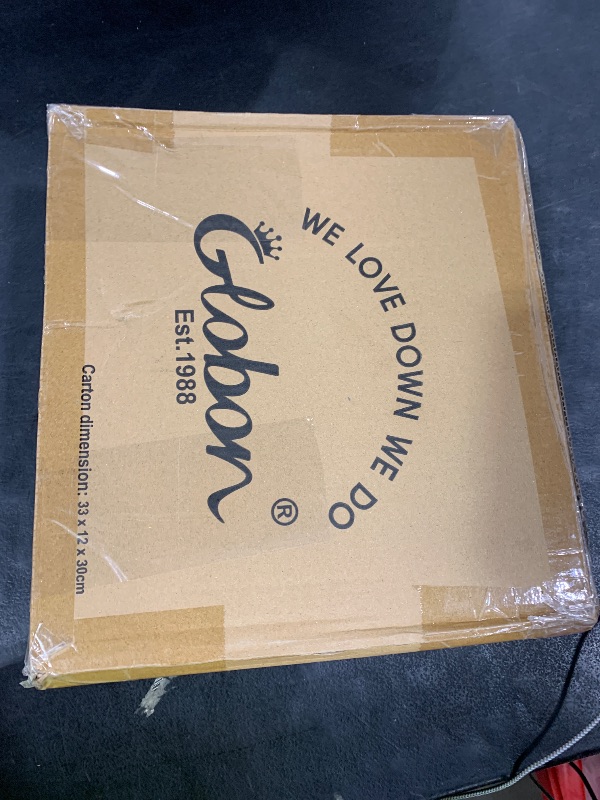 WE LOVE DOWN WE DO
Globon ®
Est.1988
Carton dimension: 33 x 12 x 30cm